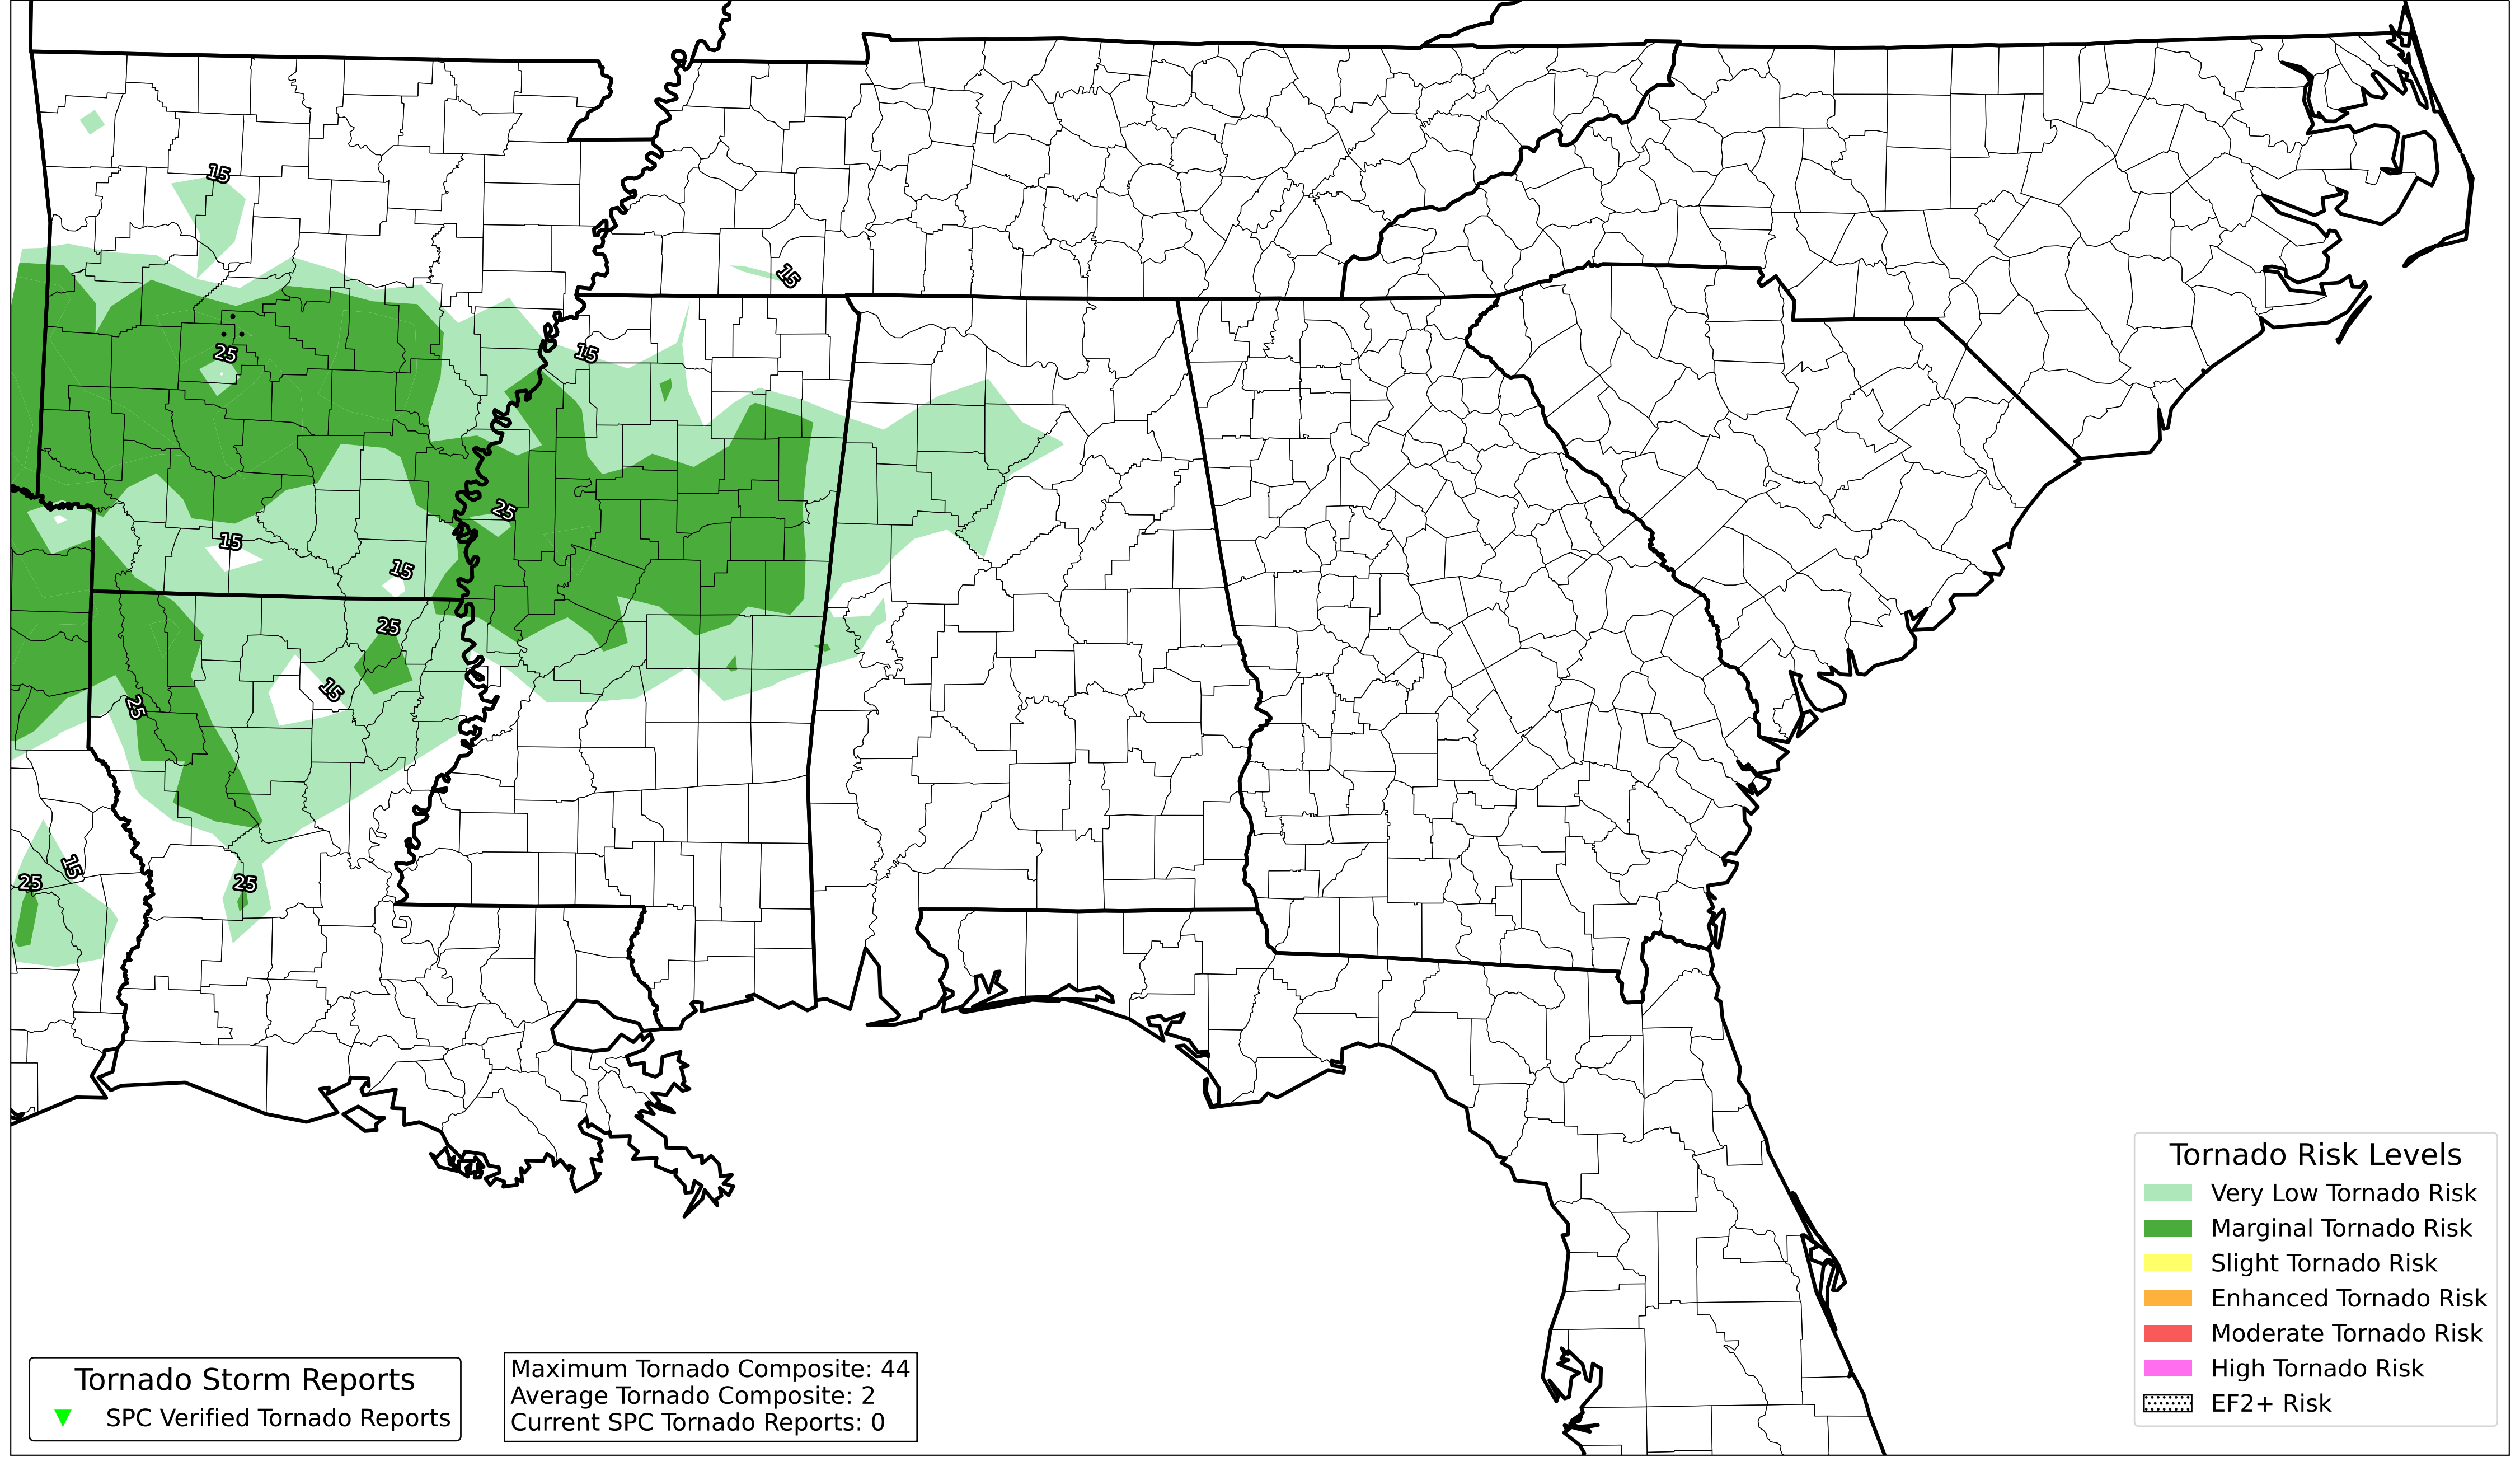 15
15
25
15
25
15
15
25
15
25
15
25
25
Tornado Risk Levels
Very Low Tornado Risk
Marginal Tornado Risk
Slight Tornado Risk
Enhanced Tornado Risk
Moderate Tornado Risk
High Tornado Risk
EF2+ Risk
Tornado Storm Reports
SPC Verified Tornado Reports
Maximum Tornado Composite: 44
Average Tornado Composite: 2
Current SPC Tornado Reports: 0